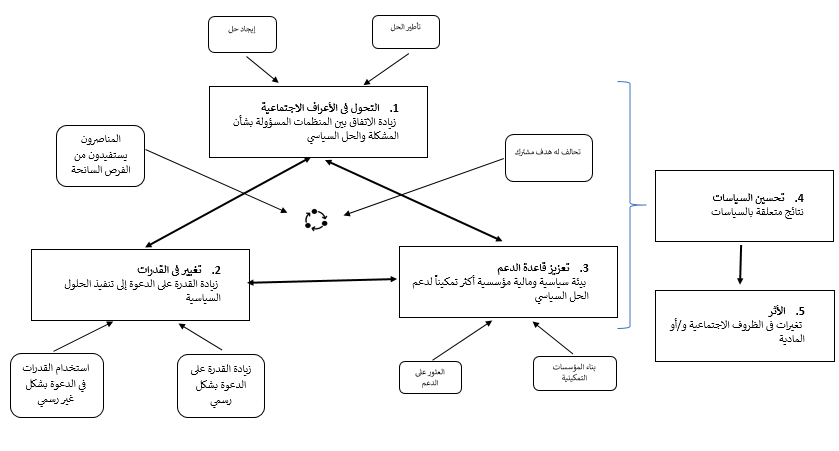 إيجاد حل
تأطير الحل
1. التحول في الأعراف الاجتماعية
زيادة الاتفاق بين المنظمات المسؤولة بشأن
المشكلة والحل السياسي
المناصرون
يستفيدون من
الفرص السانحة
تحالف له هدف مشترك
4. تحسين السياسات
نتائج متعلقة بالسياسات
2. تغيير في القدرات
زيادة القدرة على الدعوة إلى تنفيذ الحلول
السياسية
3. تعزيز قاعدة الدعم
بيئة سياسية ومالية مؤسسية أكثر تمكيناً لدعم
الحل السياسي
5. الأثر
تغيرات في الظروف الاجتماعية و/أو
المادية
استخدام القدرات
في الدعوة بشكل
غير رسمي
زيادة القدرة على
الدعوة بشكل
رسمي
العثور على
الدعم
بناء المؤسسات
التمكينية